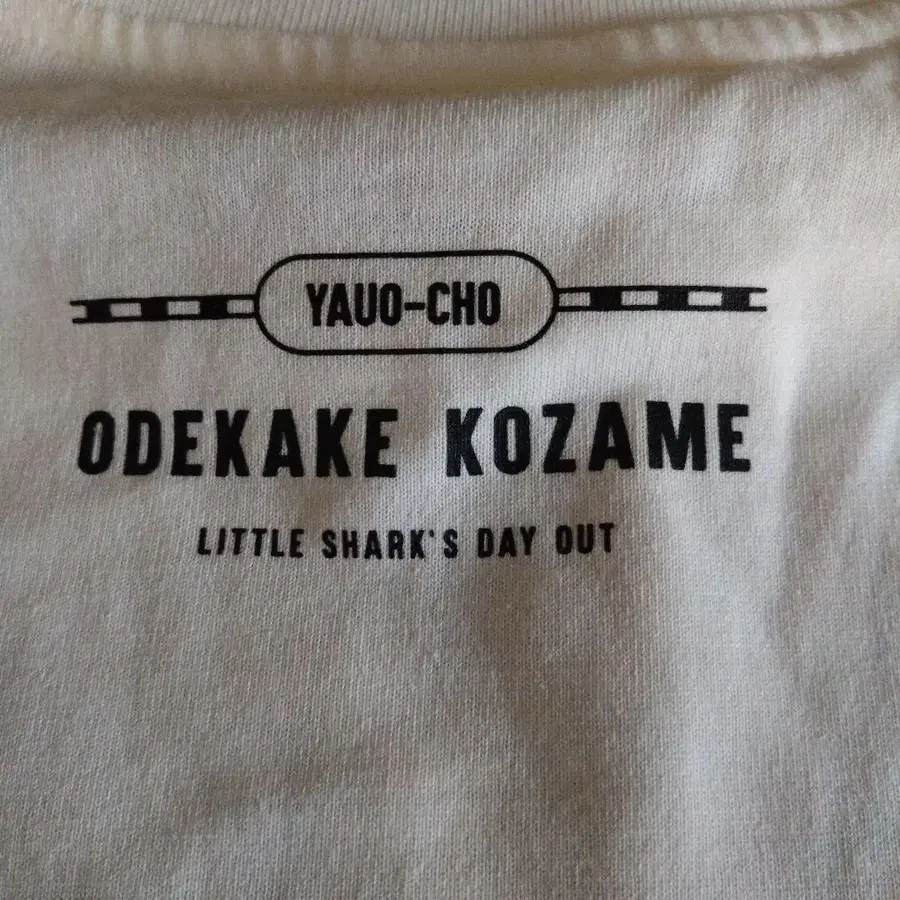 YAUO-CHO
ODEKAKE KOZAME
LITTLE SHARK'S DAY OUT